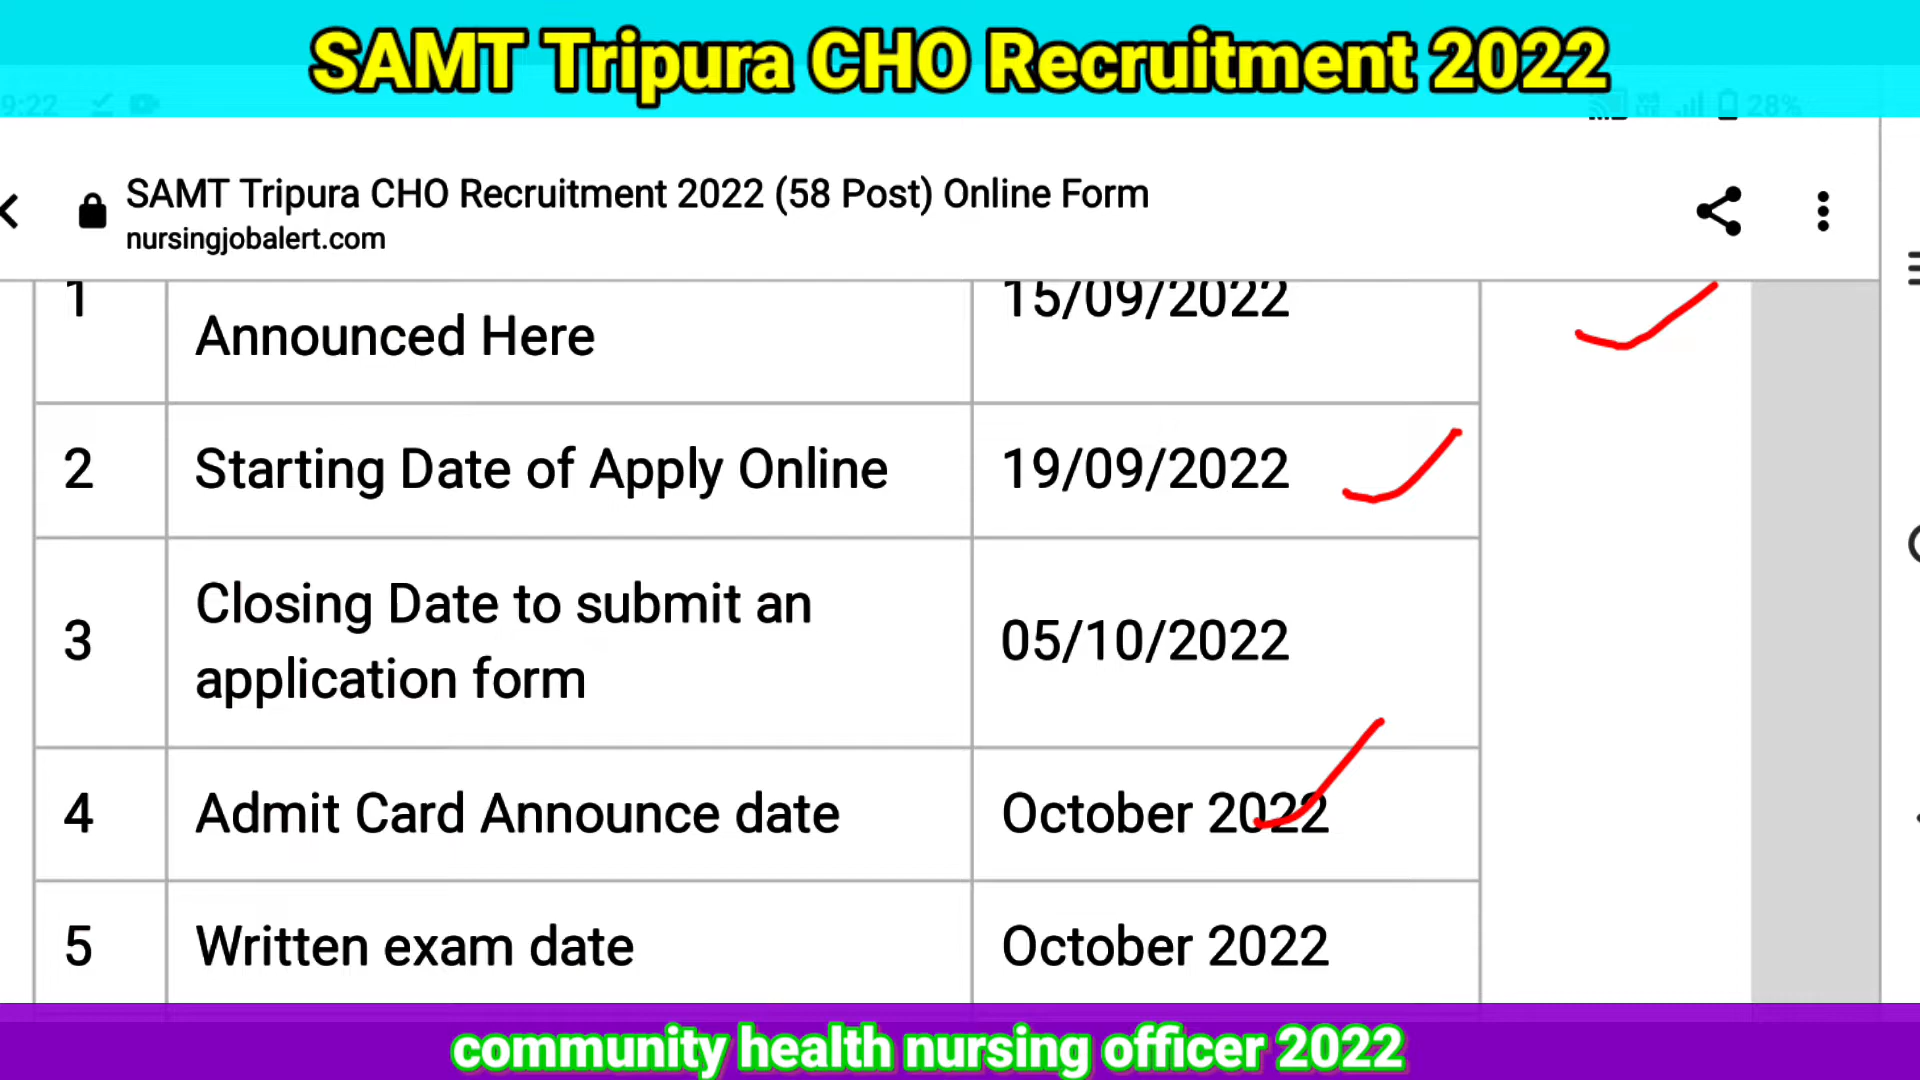 SAMT Tripura CHO Recruitment 2022
9:22
28%
SAMT Tripura CHO Recruitment 2022 (58 Post) Online Form
nursingjobalert.com
1
Announced Here
15/09/2022
2 Starting Date of Apply Online 19/09/2022
3
Closing Date to submit an
application form
05/10/2022
4 Admit Card Announce date October 2022
5 Written exam date October 2022
community health nursing officer 2022